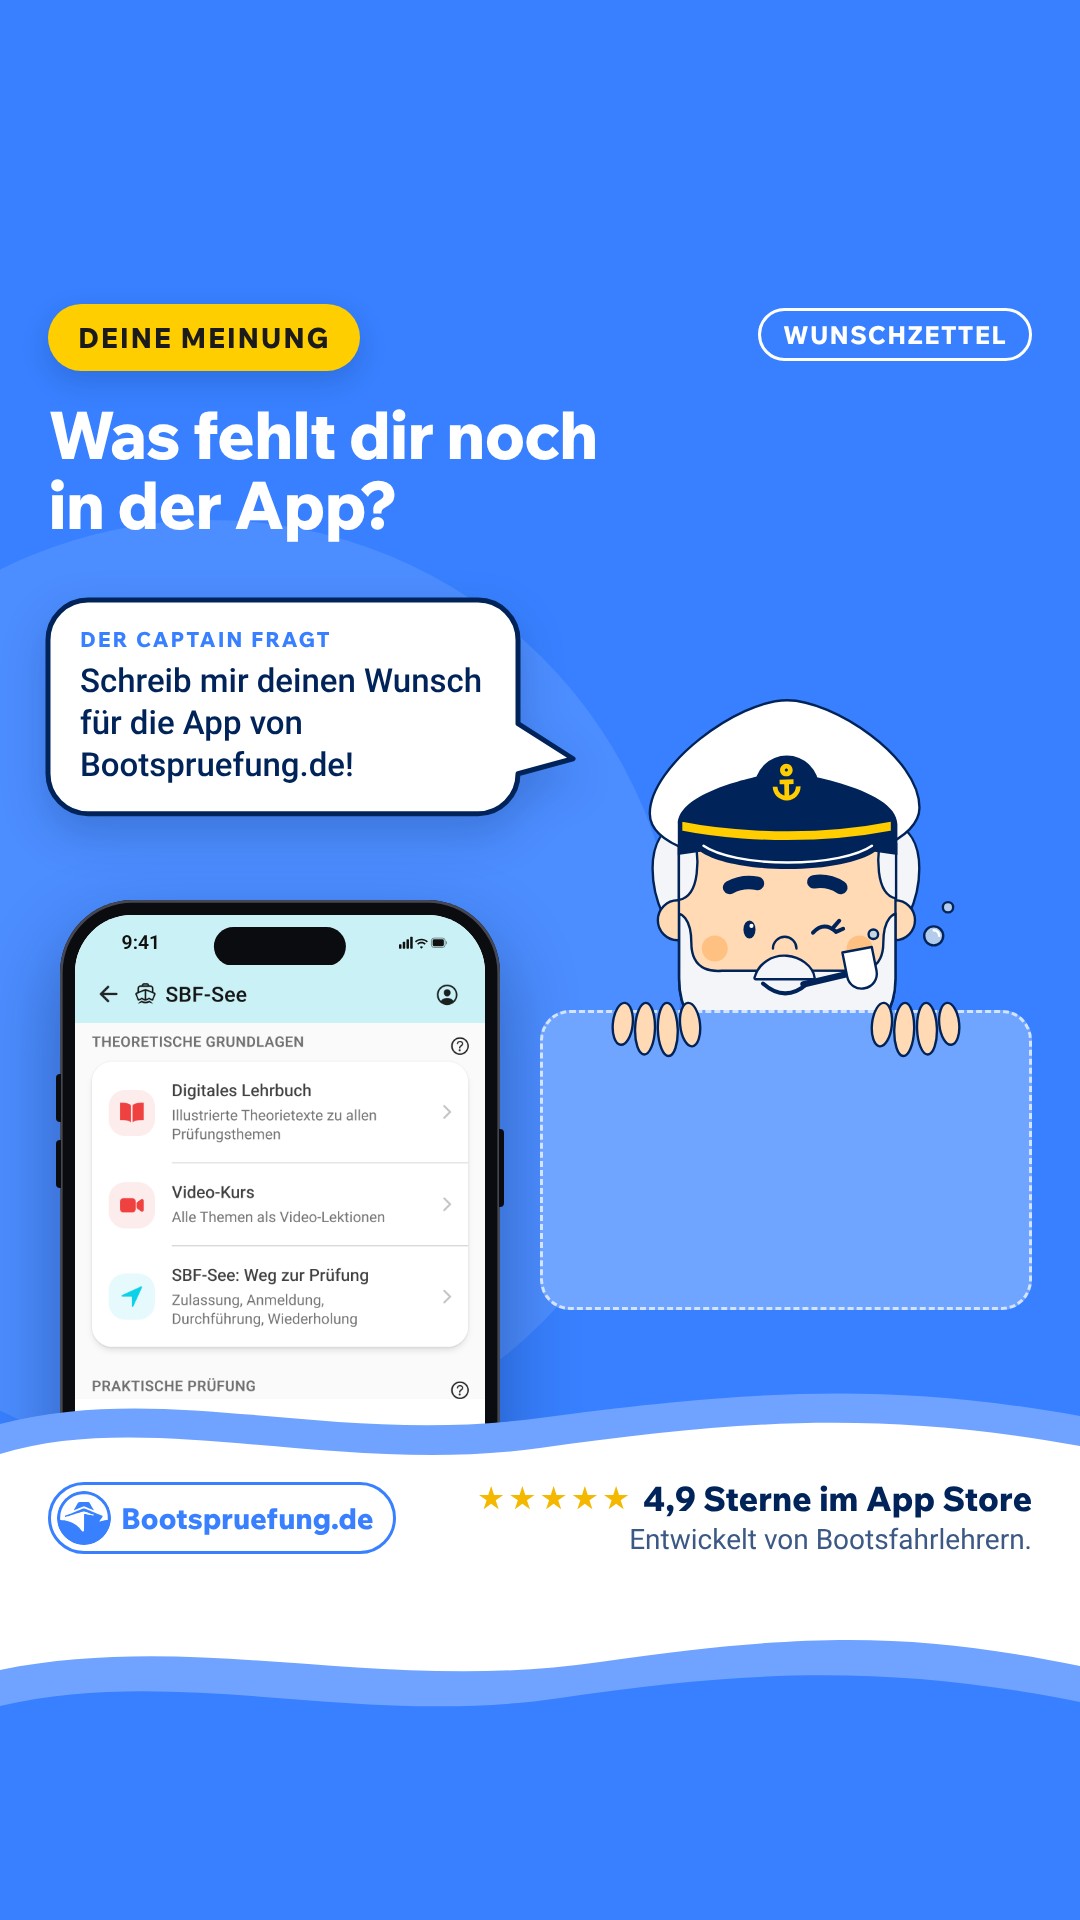 DEINE MEINUNG
WUNSCHZETTEL
Was fehlt dir noch
in der App?
DER CAPTAIN FRAGT
Schreib mir deinen Wunsch
für die App von
Bootspruefung.de!
9:41
SBF-See
THEORETISCHE GRUNDLAGEN
Digitales Lehrbuch
Illustrierte Theorietexte zu allen
Prüfungsthemen
Video-Kurs
Alle Themen als Video-Lektionen
SBF-See: Weg zur Prüfung
Zulassung, Anmeldung,
Durchführung, Wiederholung
PRAKTISCHE PRÜFUNG
Bootspruefung.de
★★★★★ 4,9 Sterne im App Store
Entwickelt von Bootsfahrlehrern.